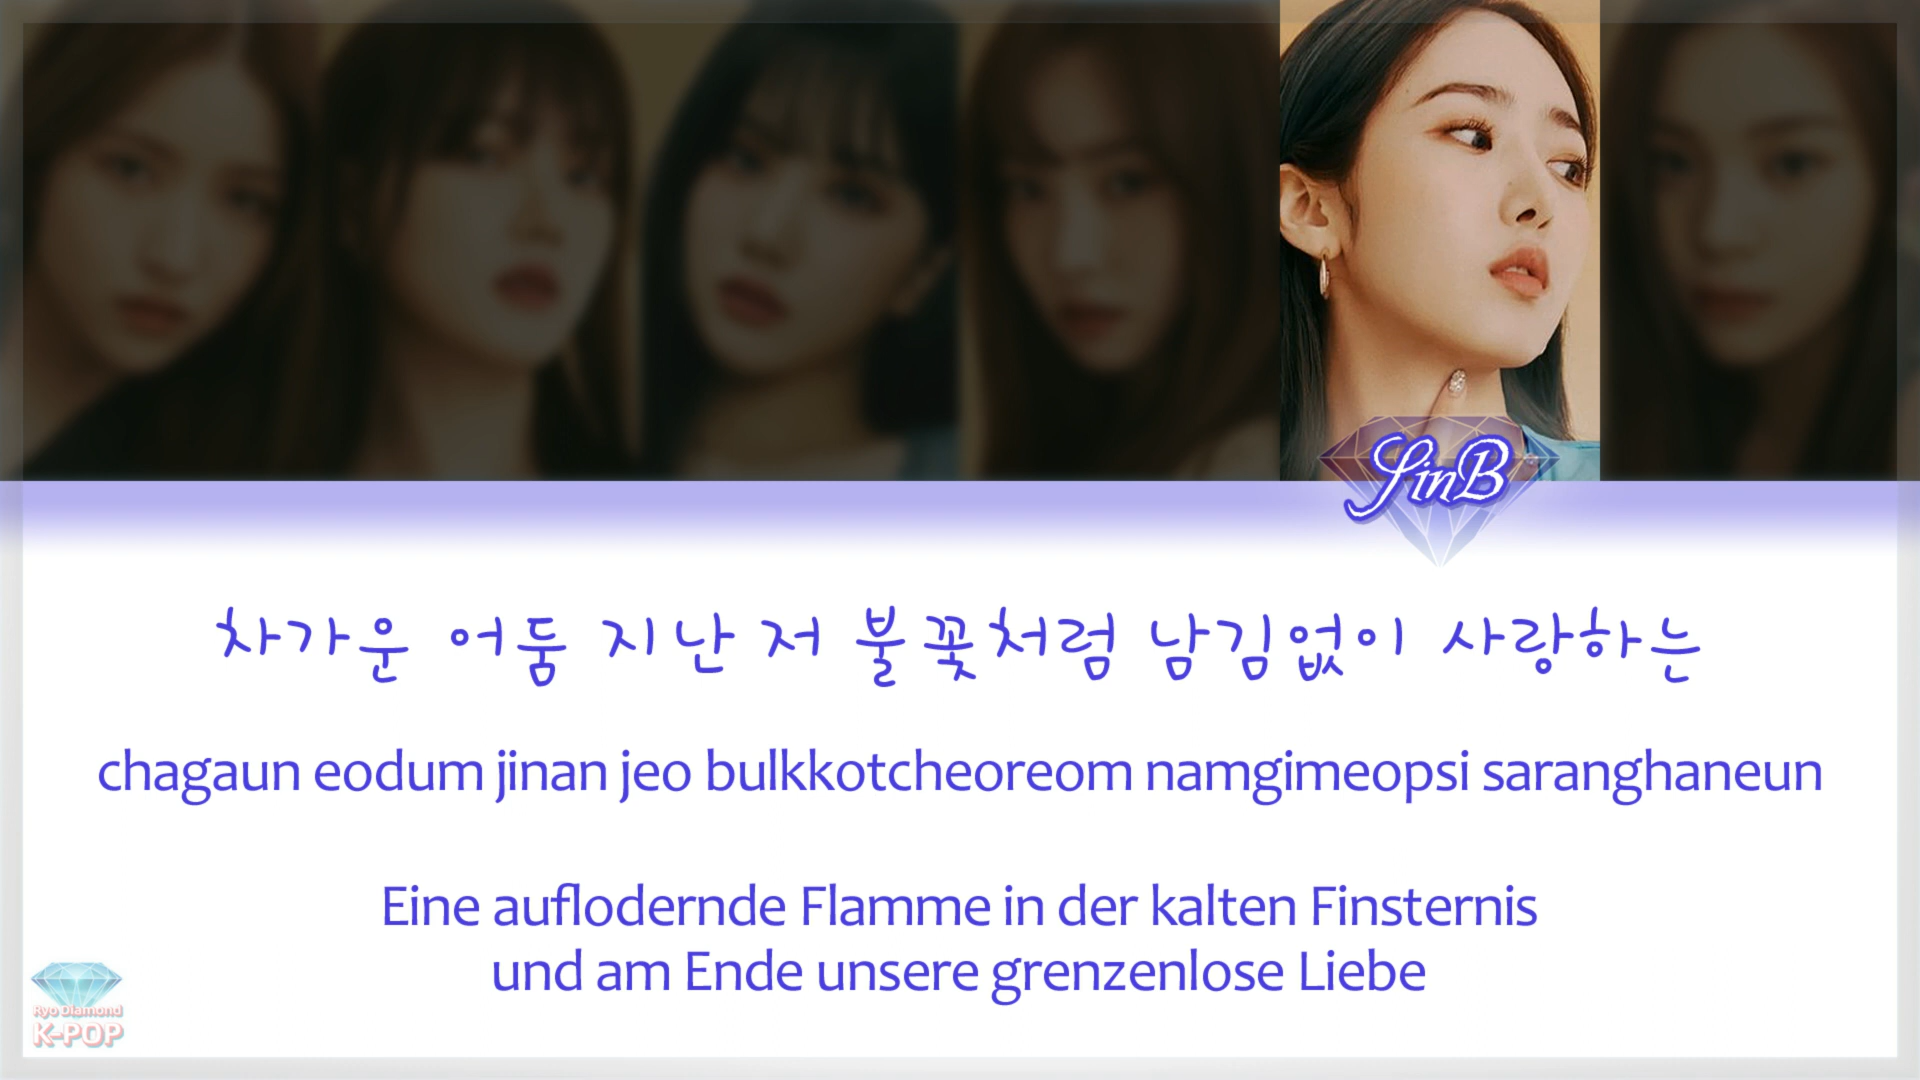 SinB
차가운 어둠 지난 저 불꽃처럼 남김없이 사랑하는
chagaun eodum jinan jeo bulkkotcheoreom namgimeopsi saranghaneun
Eine auflodernde Flamme in der kalten Finsternis
und am Ende unsere grenzenlose Liebe
Ryo Diamond
K-POP